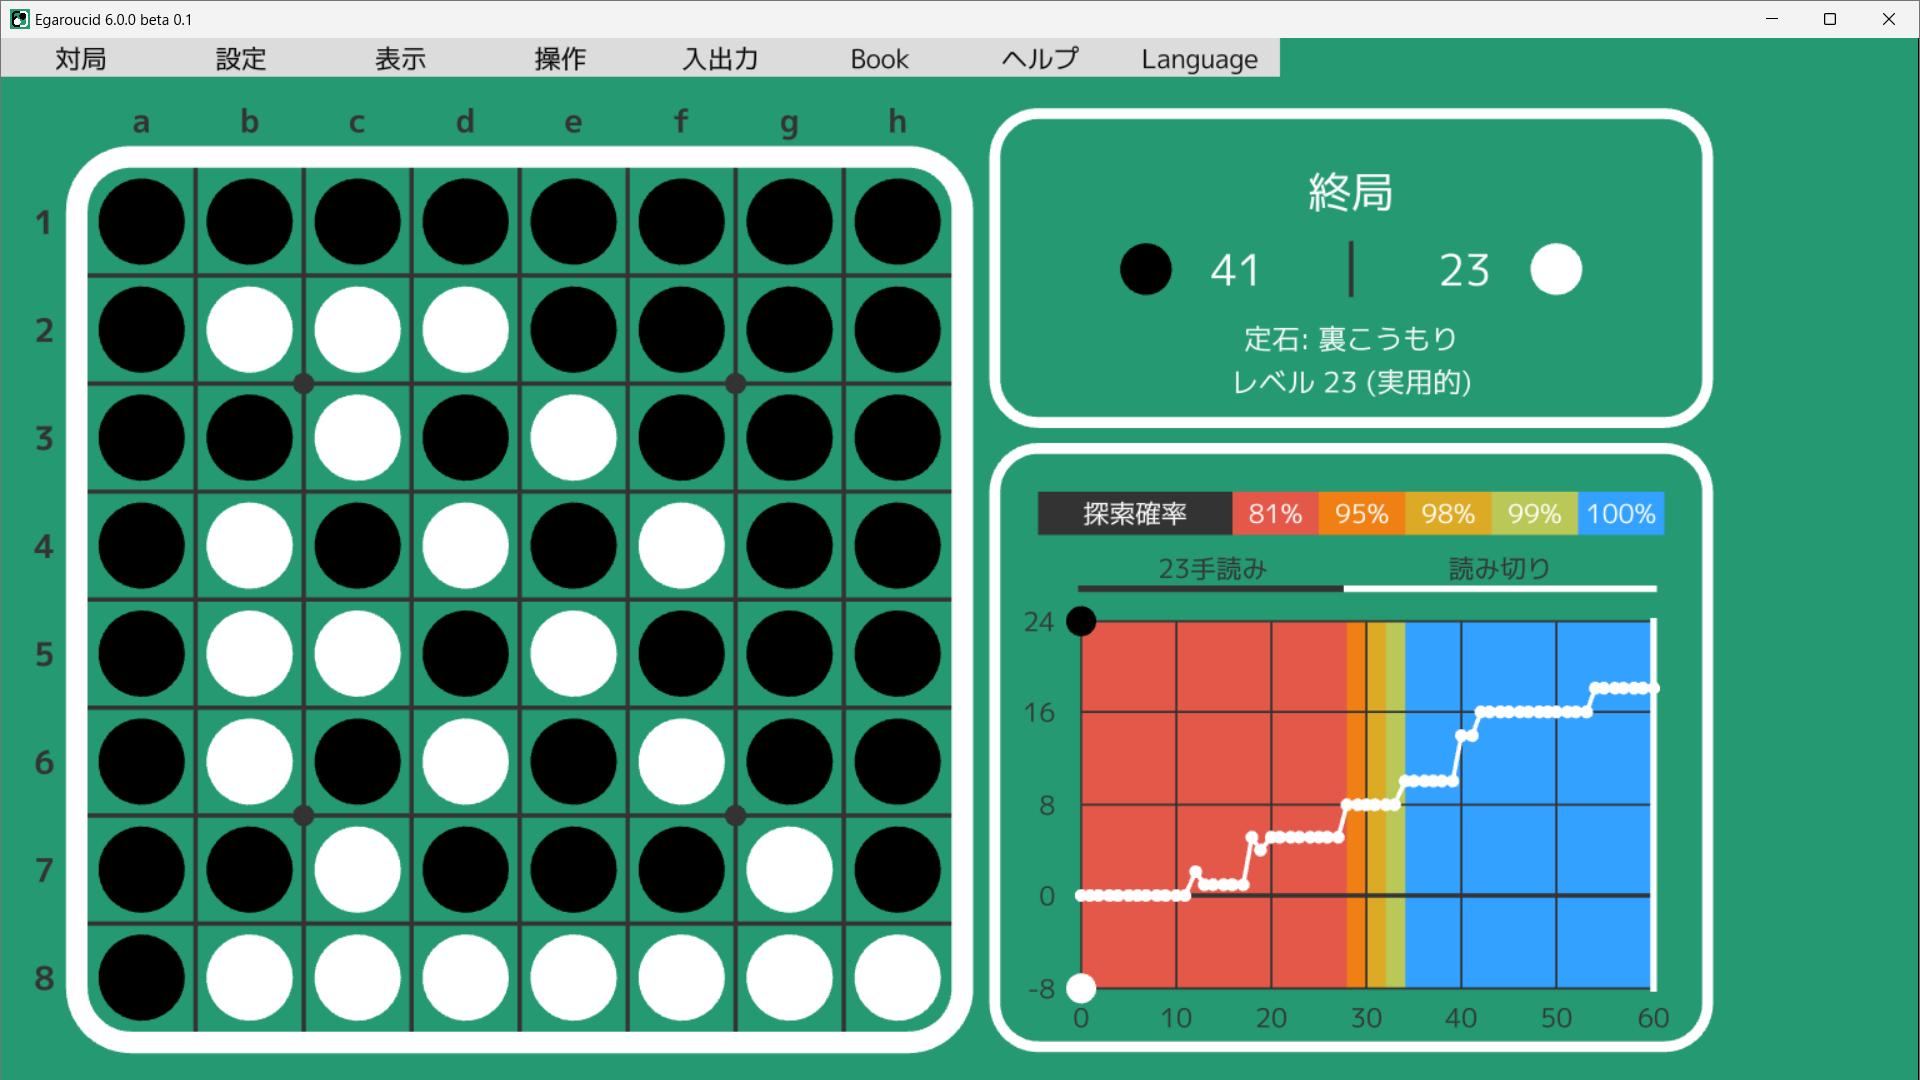 Egaroucid 6.0.0 beta 0.1
対局 設定 表示 操作 入出力 Book ヘルプ Language
a b c d e f g h
1
2
3
4
5
6
7
8
終局
41 23
定石: 裏こうもり
レベル 23 (実用的)
探索確率 81% 95% 98% 99% 100%
23手読み 読み切り
24
16
8
0
-8
0 10 20 30 40 50 60